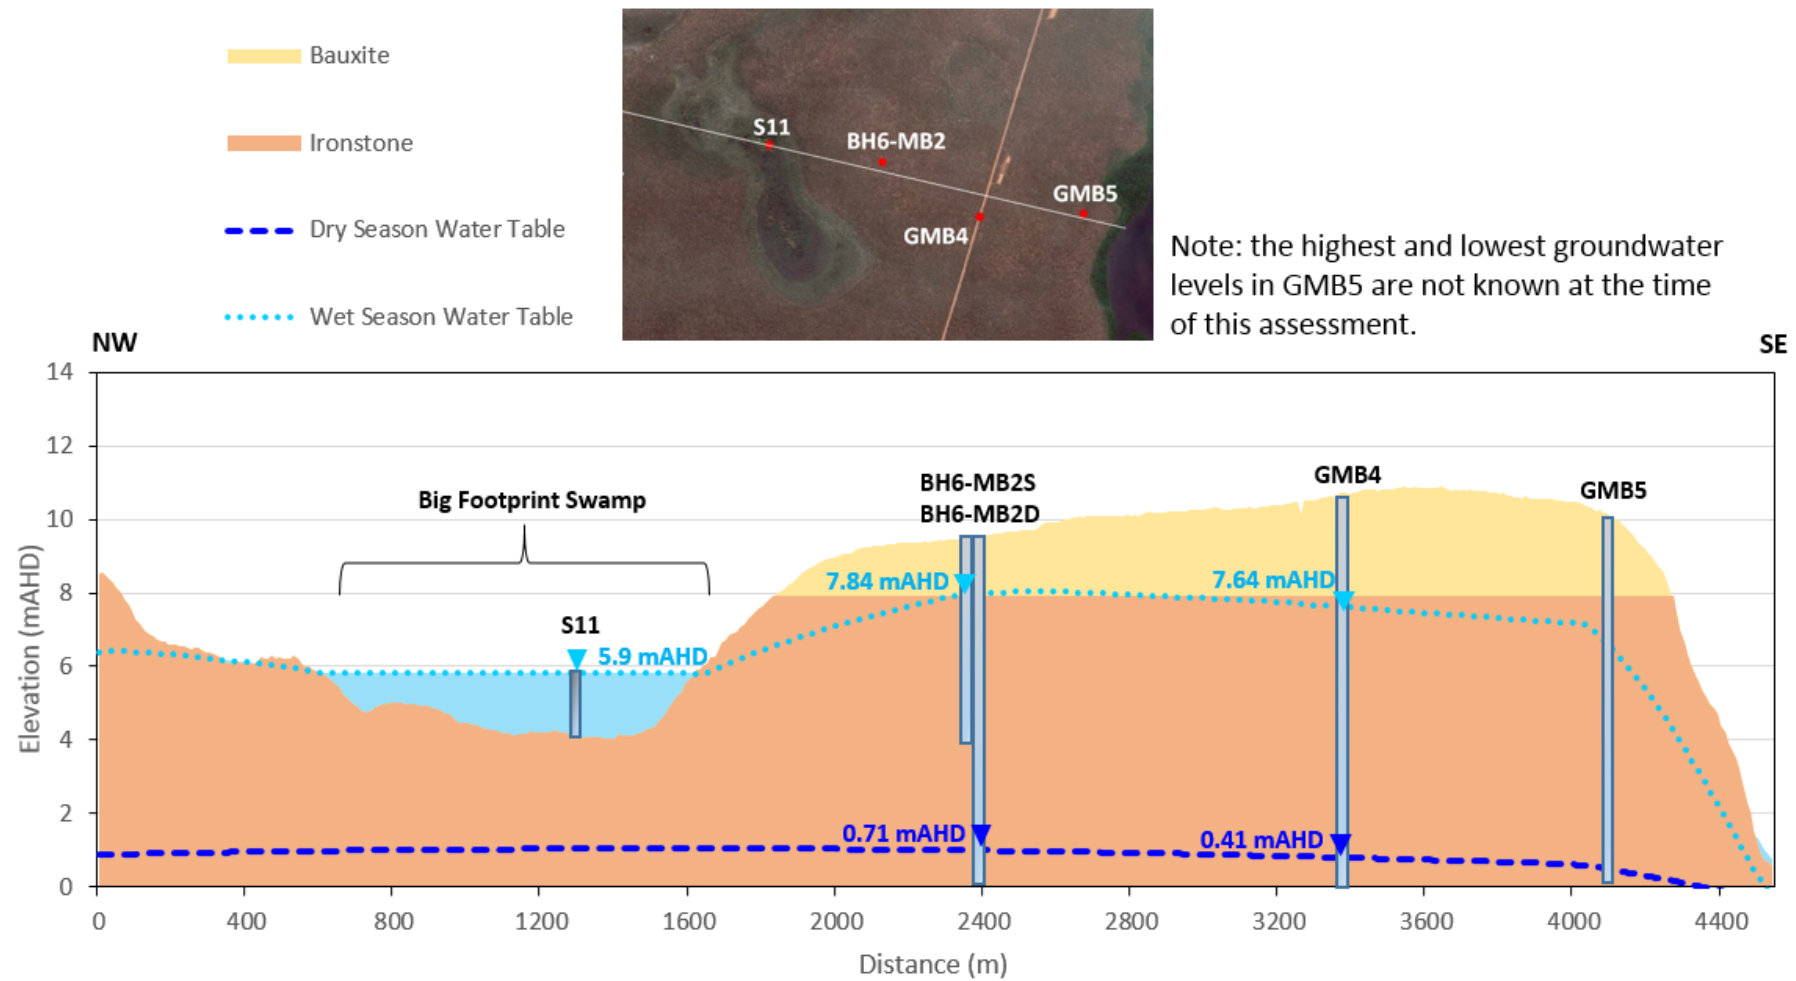 Bauxite
Ironstone
Dry Season Water Table
Wet Season Water Table
S11
BH6-MB2
GMB5
GMB4
Note: the highest and lowest groundwater
levels in GMB5 are not known at the time
of this assessment.
NW
SE
14
12
10
8
6
4
2
0
Elevation (mAHD)
Big Footprint Swamp
S11
5.9 mAHD
BH6-MB2S
BH6-MB2D
7.84 mAHD
0.71 mAHD
GMB4
7.64 mAHD
0.41 mAHD
GMB5
0 400 800 1200 1600 2000 2400 2800 3200 3600 4000 4400
Distance (m)